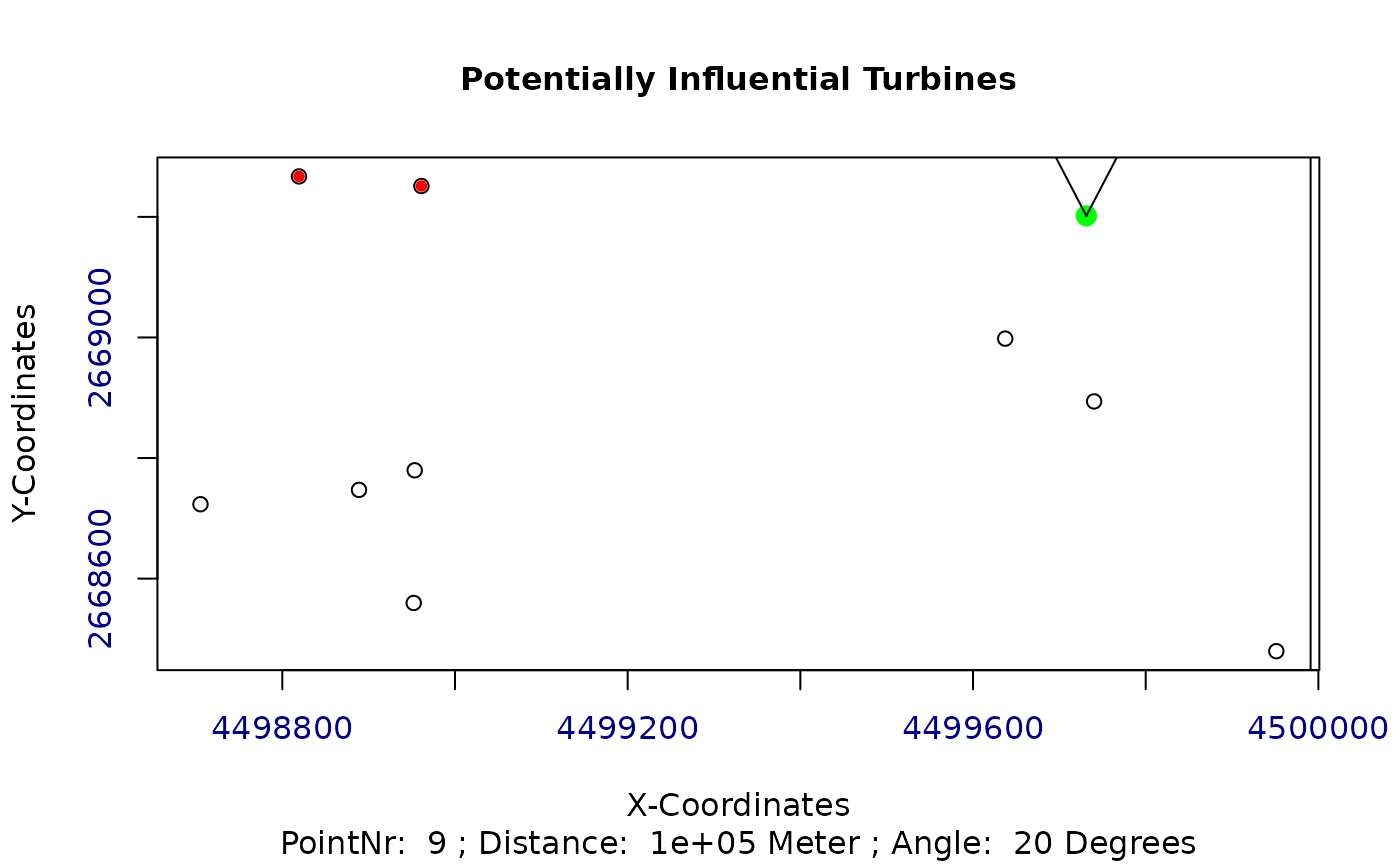 Potentially Influential Turbines
Y-Coordinates
2669000
2668600
4498800 4499200 4499600 4500000
X-Coordinates
PointNr: 9 ; Distance: 1e+05 Meter ; Angle: 20 Degrees